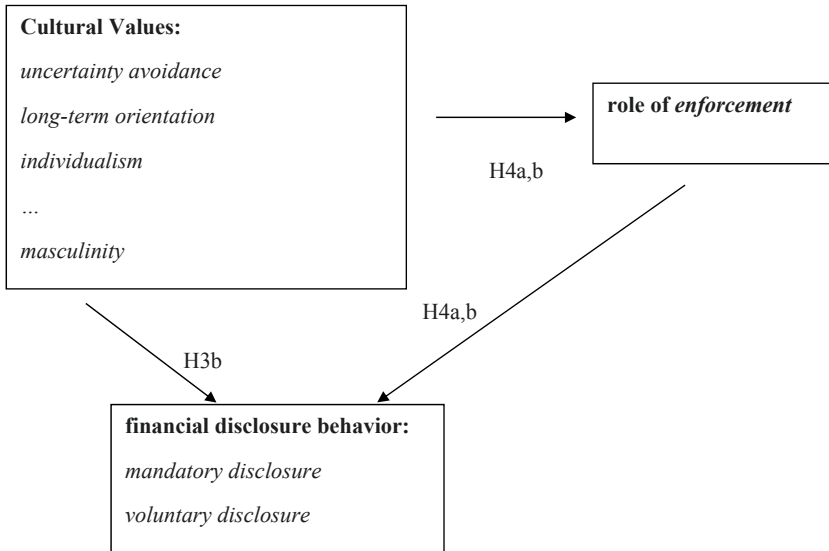 Cultural Values:
uncertainty avoidance
long-term orientation
individualism
...
masculinity
role of enforcement
H4a,b
H4a,b
H3b
financial disclosure behavior:
mandatory disclosure
voluntary disclosure